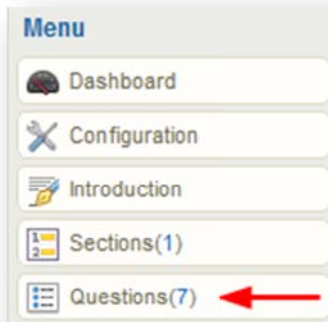 Menu
Dashboard
Configuration
Introduction
Sections(1)
Questions(7)